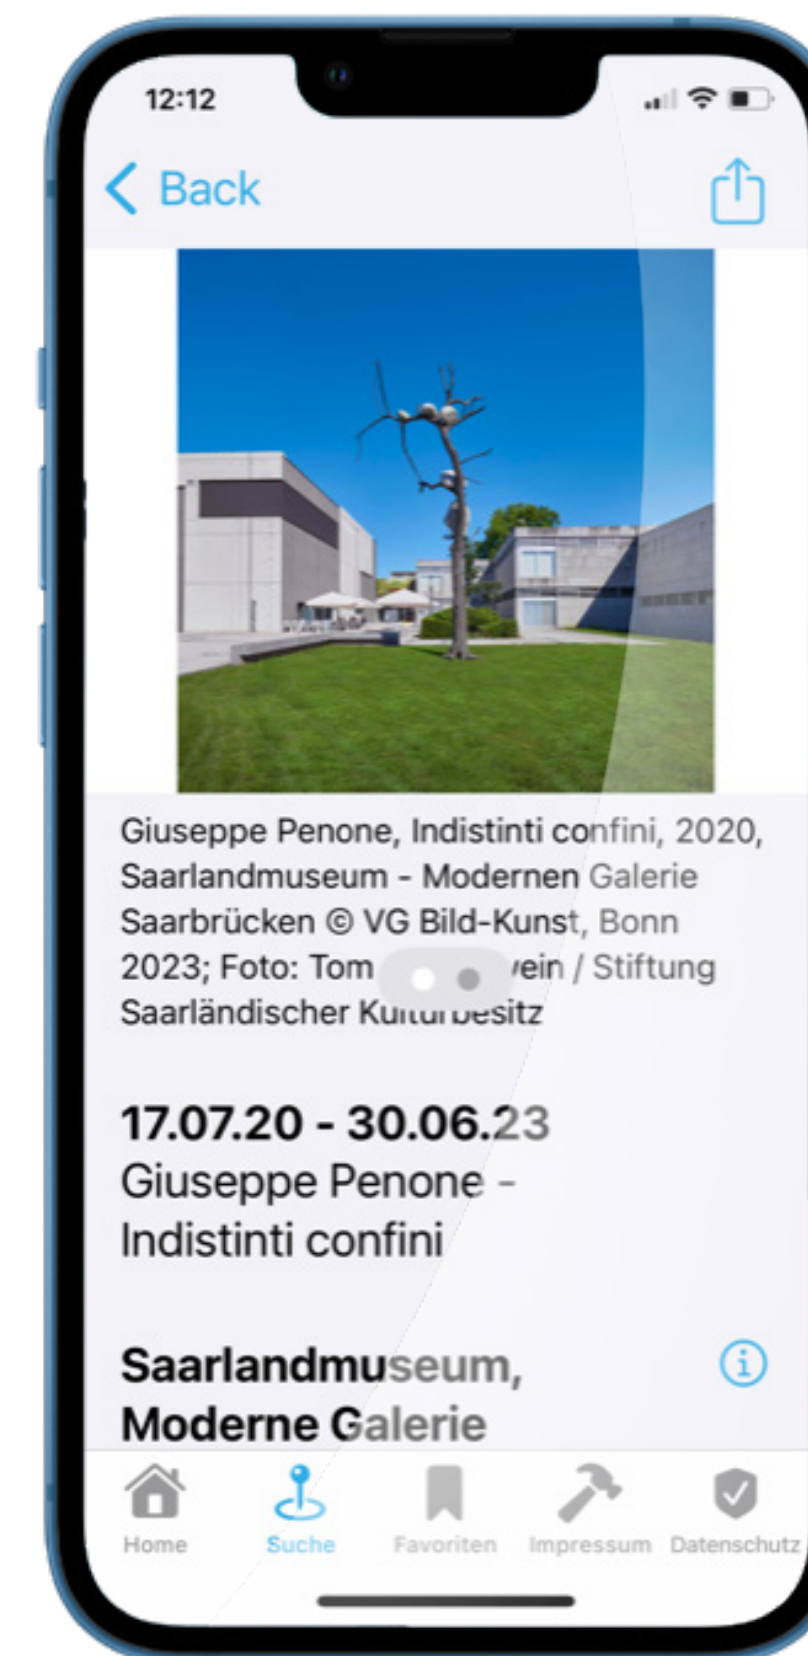 12:12
Back
Giuseppe Penone, Indistinti confini, 2020,
Saarlandmuseum - Modernen Galerie
Saarbrücken © VG Bild-Kunst, Bonn
2023; Foto: Tom / Stiftung
Saarländischer Kulturbesitz
17.07.20 - 30.06.23
Giuseppe Penone -
Indistinti confini
Saarlandmuseum,
Moderne Galerie
Home Suche Favoriten Impressum Datenschutz